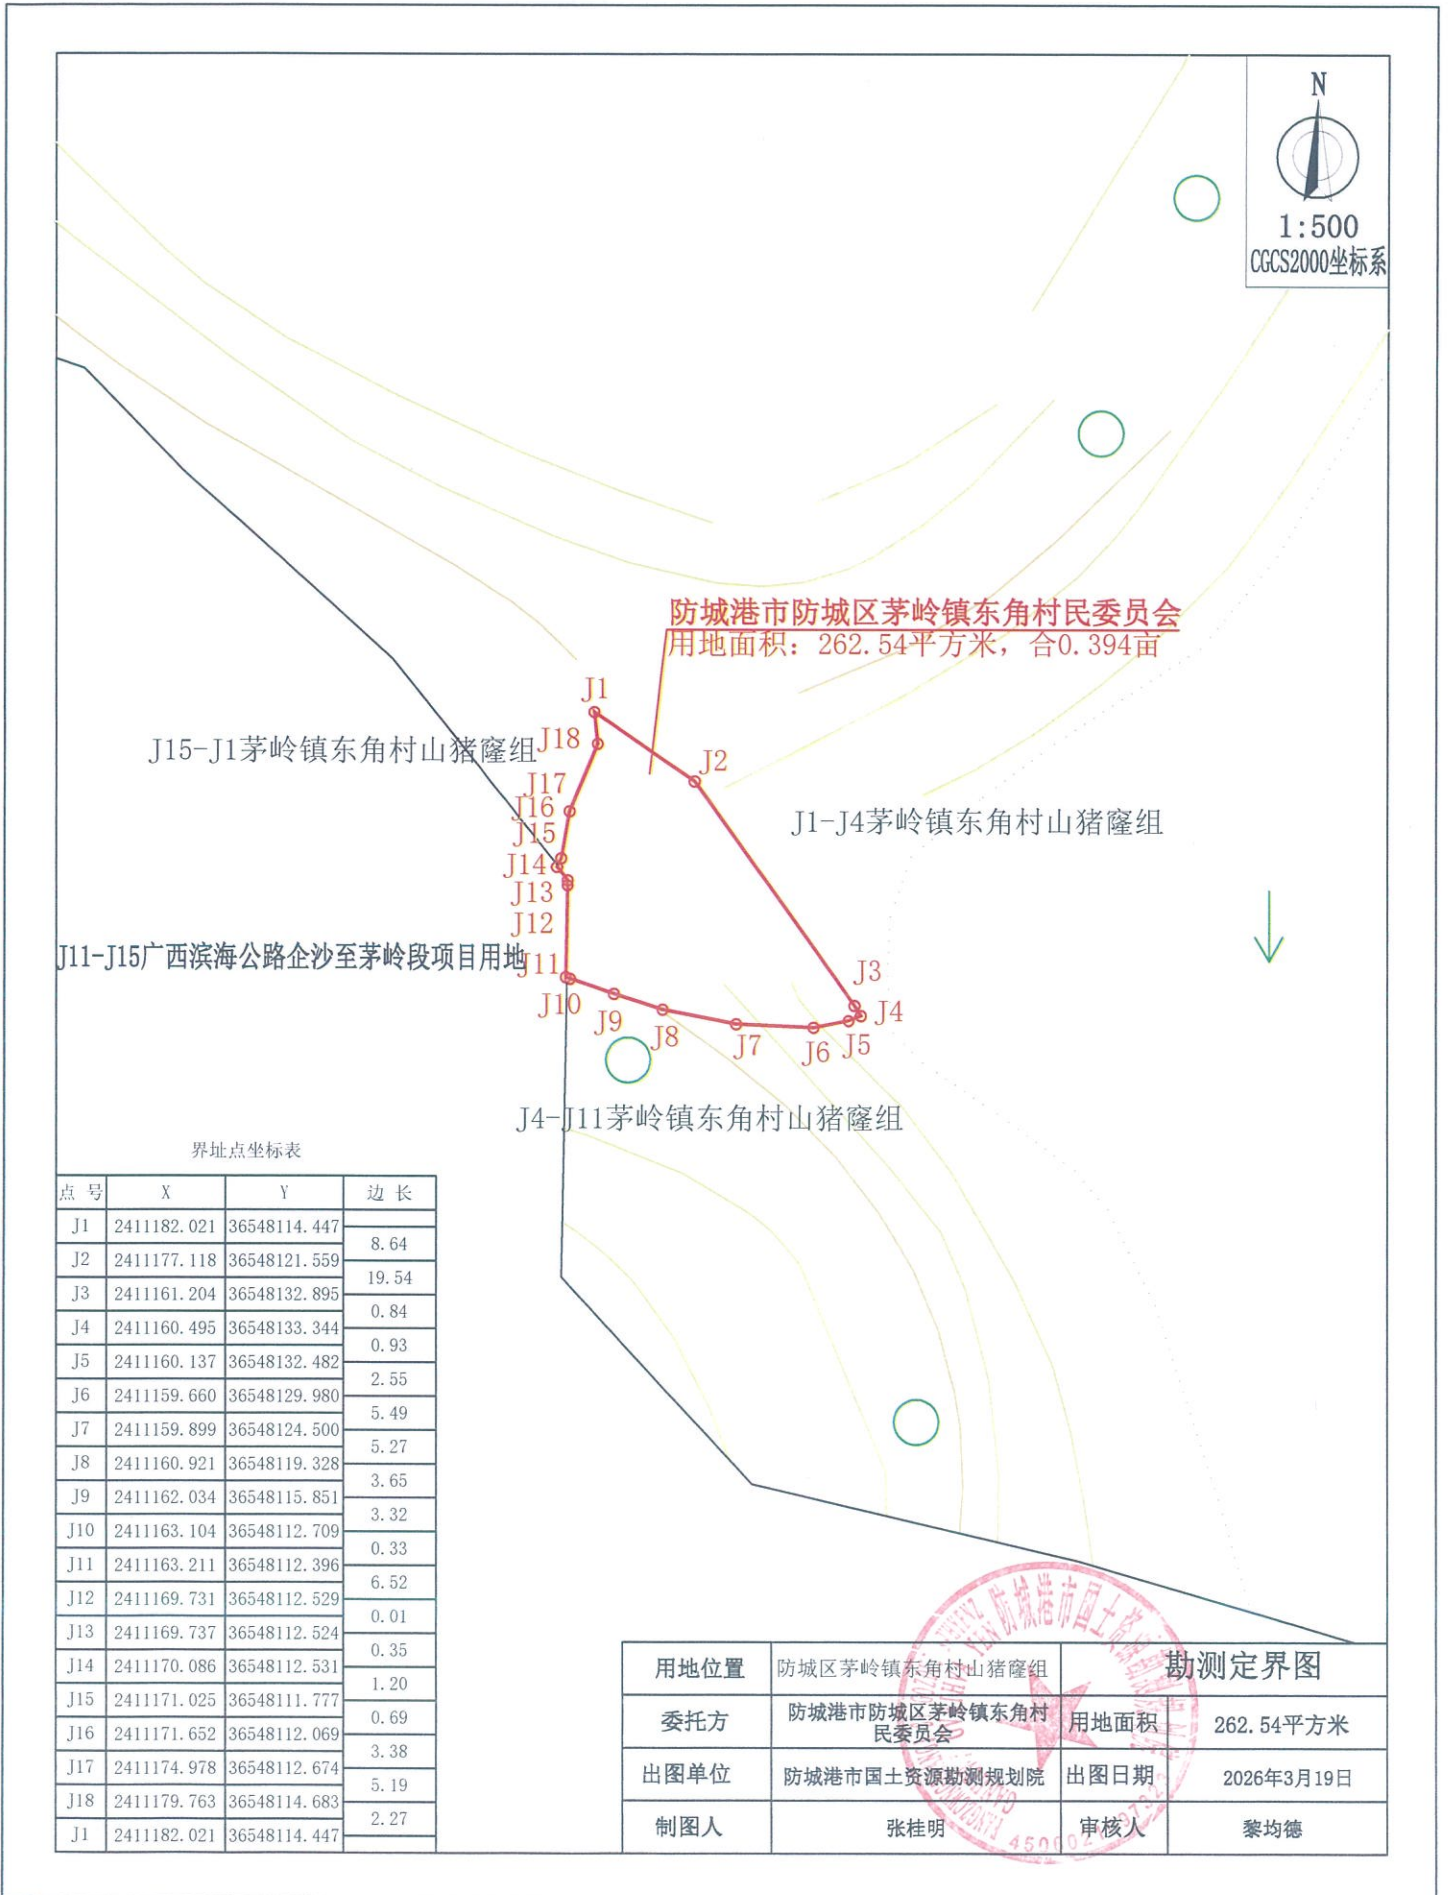 N
1:500
CGCS2000坐标系
防城港市防城区茅岭镇东角村民委员会
用地面积：262.54平方米，合0.394亩
J1
J18
J2
J15-J1茅岭镇东角村山猪窿组
J17
J16
J1-J4茅岭镇东角村山猪窿组
J15
J14
J13
J12
J11-J15广西滨海公路企沙至茅岭段项目用地
J11
J3
J10
J4
J9
J8
J7
J6
J5
J4-J11茅岭镇东角村山猪窿组
界址点坐标表
点 号 X Y 边 长
J1 2411182.021 36548114.447
8.64
J2 2411177.118 36548121.559
19.54
J3 2411161.204 36548132.895
0.84
J4 2411160.495 36548133.344
0.93
J5 2411160.137 36548132.482
2.55
J6 2411159.660 36548129.980
5.49
J7 2411159.899 36548124.500
5.27
J8 2411160.921 36548119.328
3.65
J9 2411162.034 36548115.851
3.32
J10 2411163.104 36548112.709
0.33
J11 2411163.211 36548112.396
6.52
J12 2411169.731 36548112.529
0.01
J13 2411169.737 36548112.524
0.35
J14 2411170.086 36548112.531
1.20
J15 2411171.025 36548111.777
0.69
J16 2411171.652 36548112.069
3.38
J17 2411174.978 36548112.674
5.19
J18 2411179.763 36548114.683
2.27
J1 2411182.021 36548114.447
用地位置 防城区茅岭镇东角村山猪窿组 勘测定界图
委托方 防城港市防城区茅岭镇东角村
民委员会
用地面积 262.54平方米
出图单位 防城港市国土资源勘测规划院 出图日期 2026年3月19日
制图人 张桂明 审核人 黎均德
防城港市国土资源勘测规划院